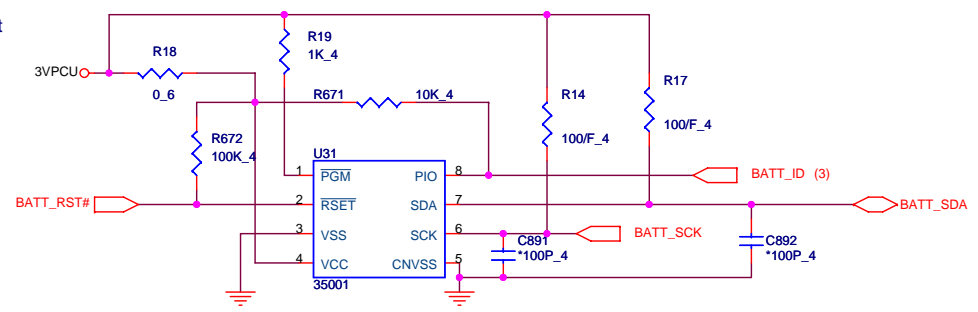 t
R18
R19
1K_4
3VPCU
0_6
R671
10K_4
R14
100/F_4
R17
100/F_4
R672
100K_4
U31
1
PGM
PIO
8
BATT_ID (3)
BATT_RST#
2
RSET
SDA
7
BATT_SDA
3
VSS
SCK
6
BATT_SCK
C891
*100P_4
C892
*100P_4
4
VCC
CNVSS
5
35001